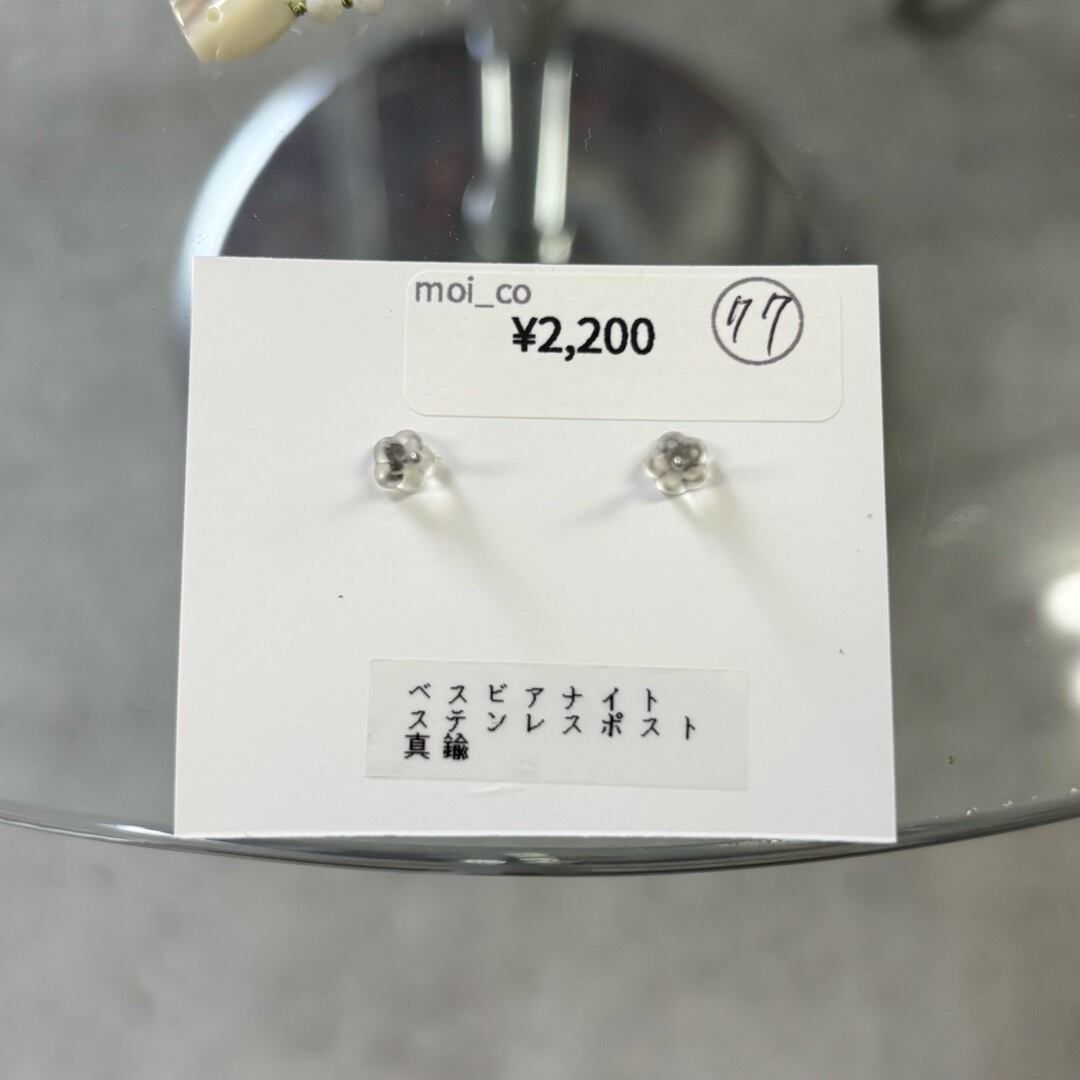 moi_co
¥2,200
77
ベスビアナイト
ステンレスポスト
真鍮